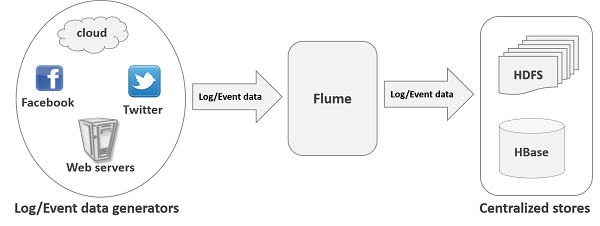 cloud
Facebook
Twitter
Web servers
Log/Event data generators
Log/Event data
Flume
Log/Event data
HDFS
HBase
Centralized stores